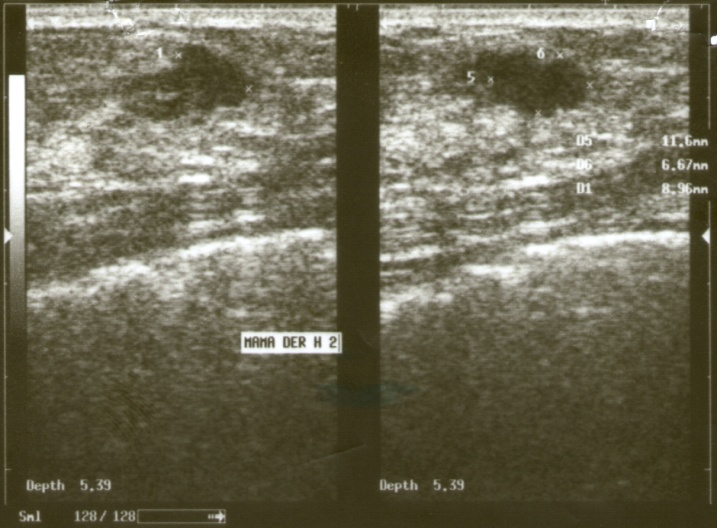 1
6
5
D5 11.6mm
D6 6.67mm
D1 8.96mm
MAMA DER H 2
Depth 5.39
Depth 5.39
Sml 128/128